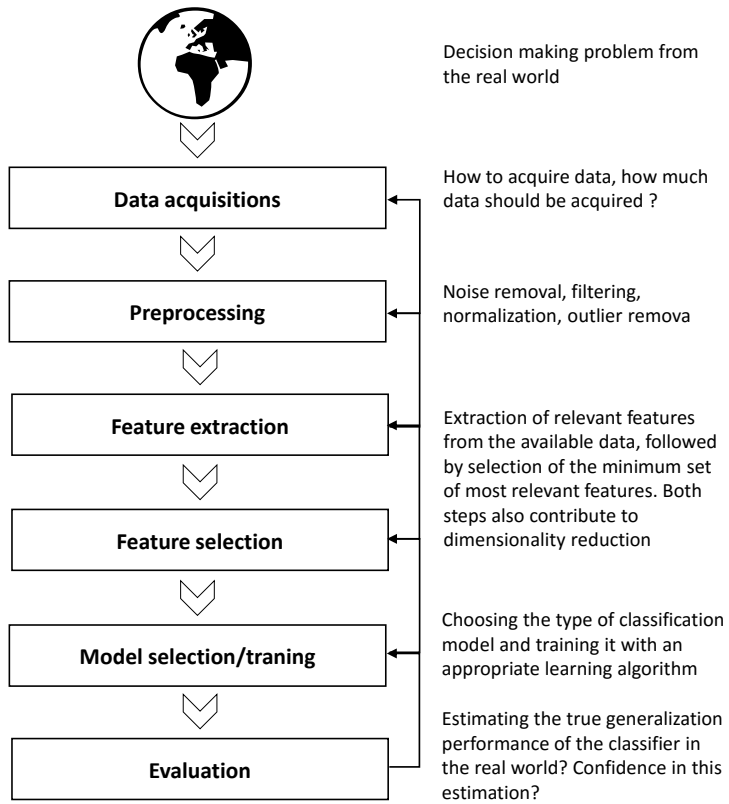 Decision making problem from
the real world
Data acquisitions
How to acquire data, how much
data should be acquired ?
Preprocessing
Noise removal, filtering,
normalization, outlier remova
Feature extraction
Extraction of relevant features
from the available data, followed
by selection of the minimum set
of most relevant features. Both
steps also contribute to
dimensionality reduction
Feature selection
Model selection/traning
Choosing the type of classification
model and training it with an
appropriate learning algorithm
Evaluation
Estimating the true generalization
performance of the classifier in
the real world? Confidence in this
estimation?